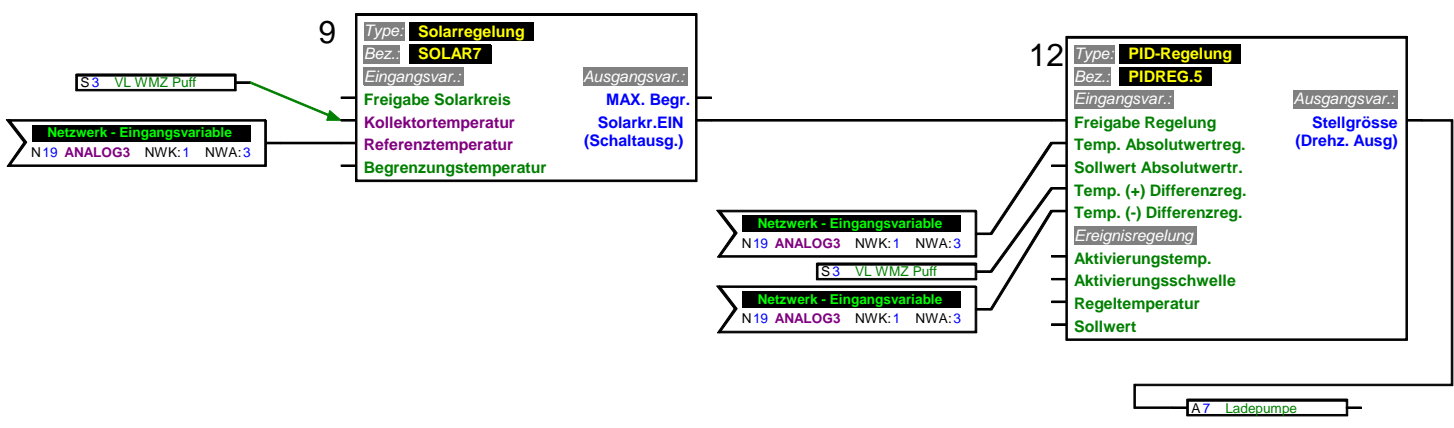 9
Type: Solarregelung
Bez.: SOLAR7
Eingangsvar.: Ausgangsvar.:
Freigabe Solarkreis MAX. Begr.
Kollektortemperatur Solarkr.EIN
Referenztemperatur (Schaltausg.)
Begrenzungstemperatur
S 3 VL WMZ Puff
Netzwerk - Eingangsvariable
N19 ANALOG3 NWK:1 NWA:3
12
Type: PID-Regelung
Bez.: PIDREG.5
Eingangsvar.: Ausgangsvar.:
Freigabe Regelung Stellgrösse
Temp. Absolutwertreg. (Drehz. Ausg)
Sollwert Absolutwertr.
Temp. (+) Differenzreg.
Temp. (-) Differenzreg.
Ereignisregelung
Aktivierungstemp.
Aktivierungsschwelle
Regeltemperatur
Sollwert
Netzwerk - Eingangsvariable
N19 ANALOG3 NWK:1 NWA:3
S 3 VL WMZ Puff
Netzwerk - Eingangsvariable
N19 ANALOG3 NWK:1 NWA:3
A 7 Ladepumpe